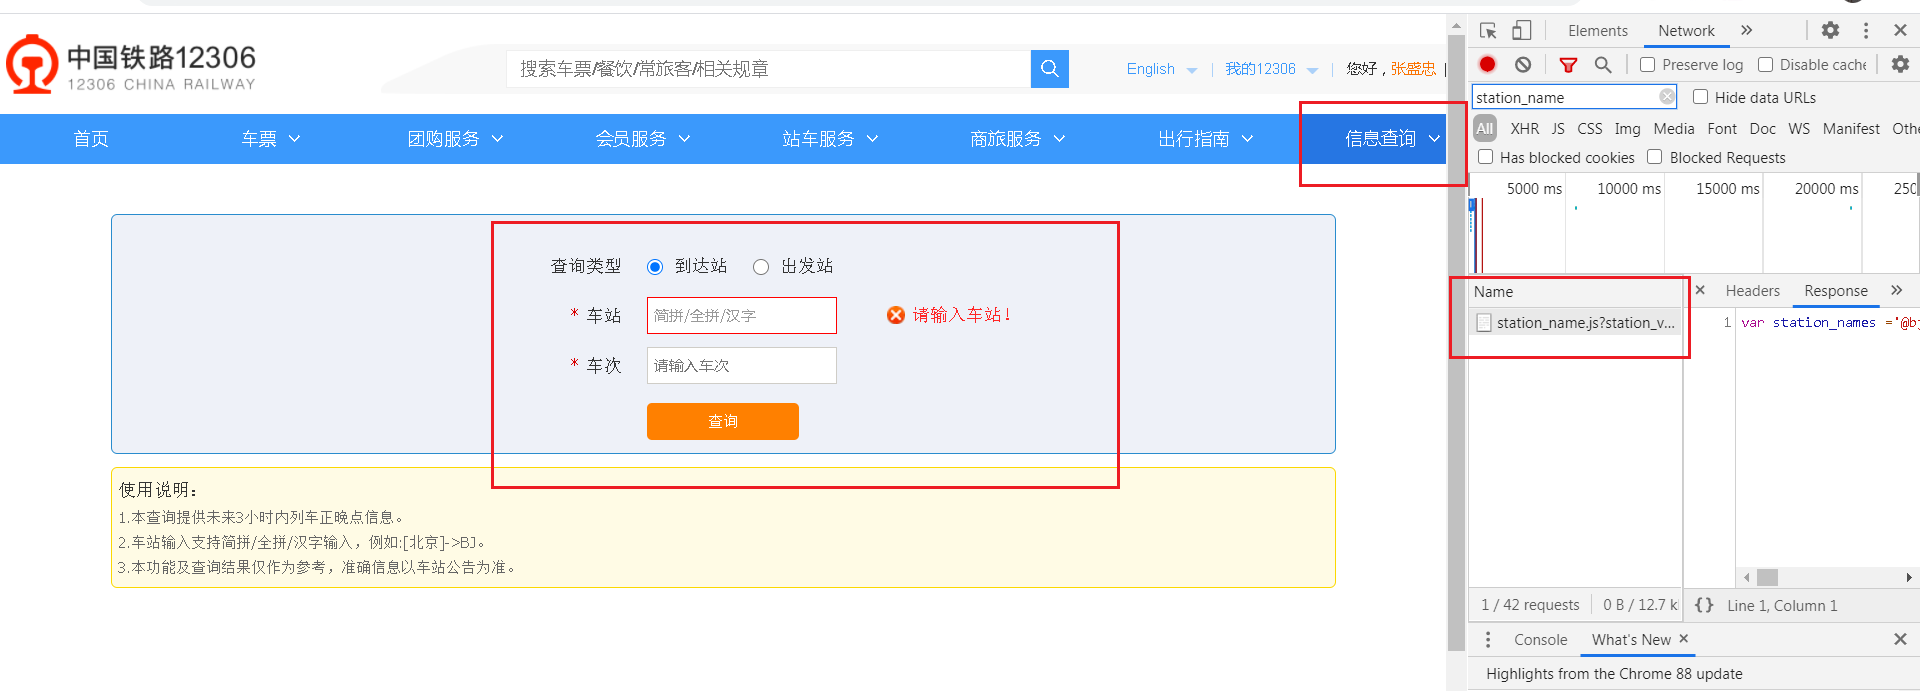 中国铁路12306
12306 CHINA RAILWAY
搜索车票/餐饮/常旅客/相关规章
English | 我的12306 | 您好，张盛忠 |
首页 车票 团购服务 会员服务 站车服务 商旅服务 出行指南 信息查询
查询类型 到达站 出发站
* 车站 简拼/全拼/汉字 请输入车站！
* 车次 请输入车次
查询
使用说明：
1.本查询提供未来3小时内列车正晚点信息。
2.车站输入支持简拼/全拼/汉字输入，例如:[北京]->BJ。
3.本功能及查询结果仅作为参考，准确信息以车站公告为准。
Elements Network »
Preserve log Disable cache
station_name Hide data URLs
All XHR JS CSS Img Media Font Doc WS Manifest Othe
Has blocked cookies Blocked Requests
5000 ms 10000 ms 15000 ms 20000 ms 250
Name × Headers Response »
station_name.js?station_v...
1 var station_names ='@bj
1 / 42 requests 0 B / 12.7 k {} Line 1, Column 1
Console What's New ×
Highlights from the Chrome 88 update